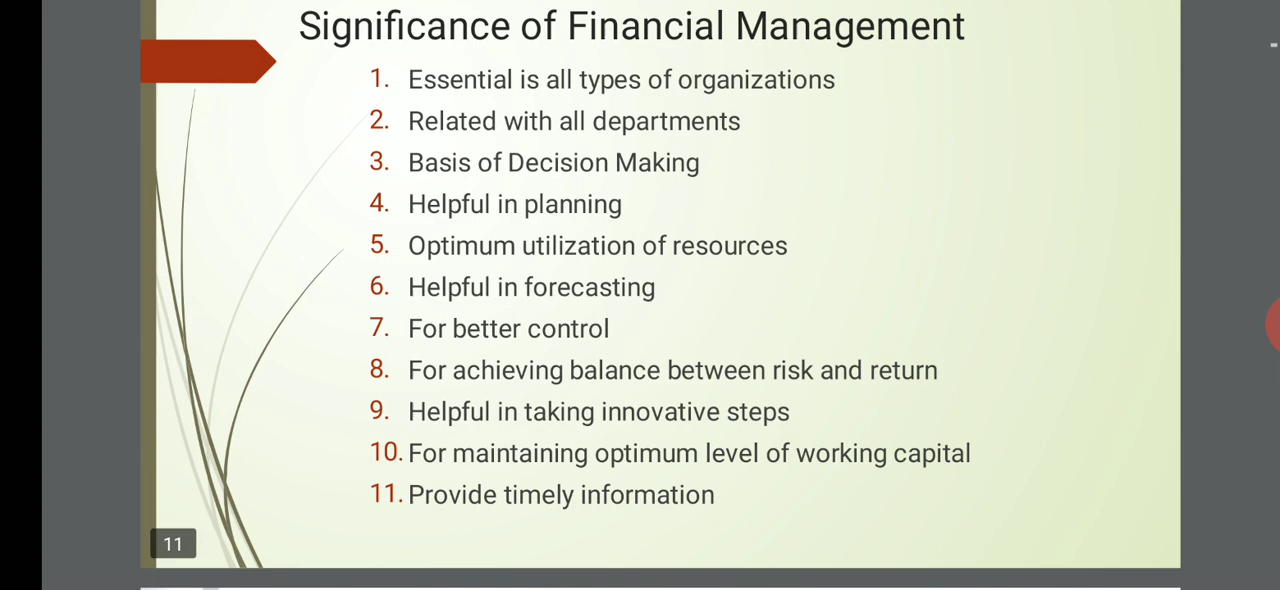 Significance of Financial Management
1. Essential is all types of organizations
2. Related with all departments
3. Basis of Decision Making
4. Helpful in planning
5. Optimum utilization of resources
6. Helpful in forecasting
7. For better control
8. For achieving balance between risk and return
9. Helpful in taking innovative steps
10. For maintaining optimum level of working capital
11. Provide timely information
11